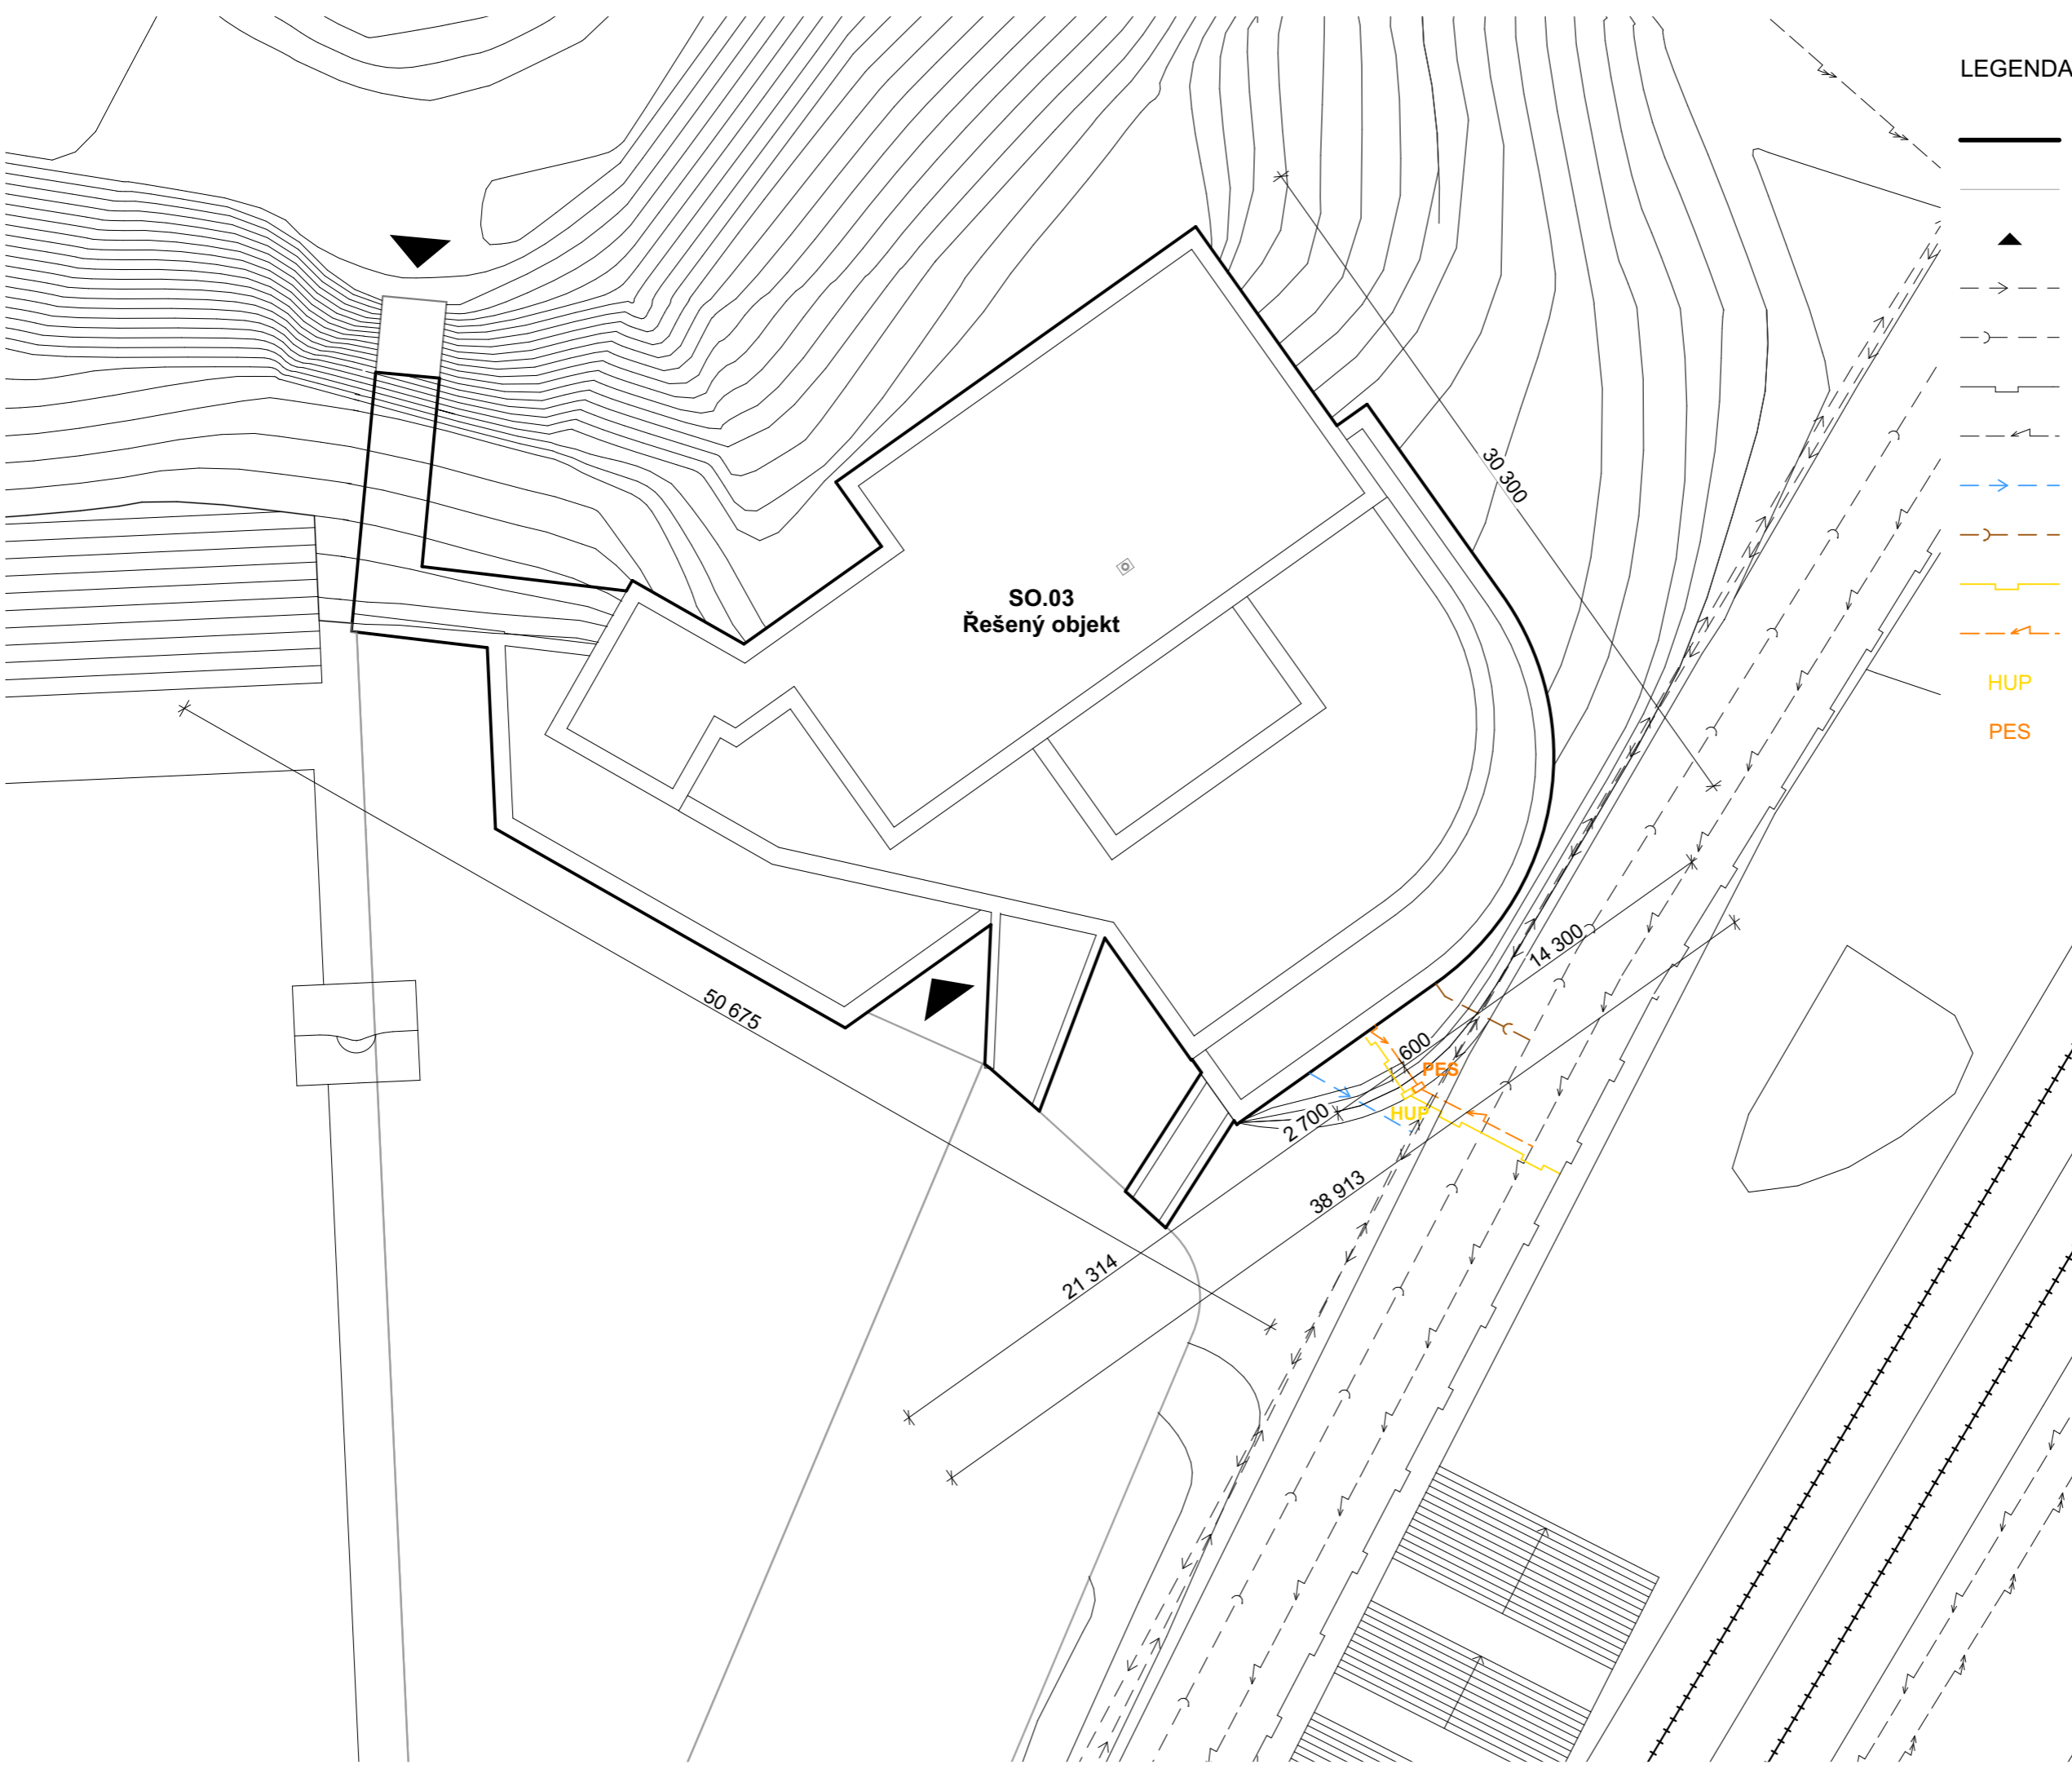 LEGENDA
30 300
SO.03
Řešený objekt
HUP
PES
14 300
50 675
600
PES
HUP
2 700
38 913
21 314